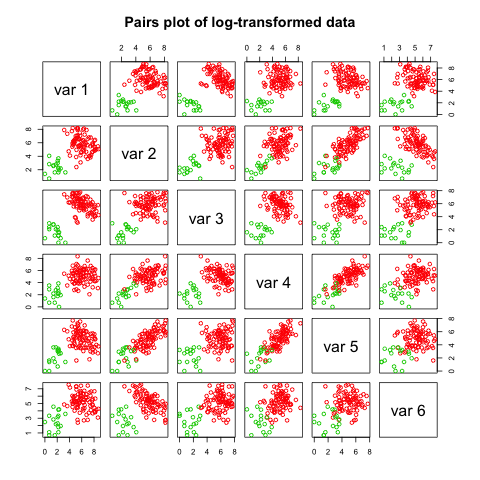 Pairs plot of log-transformed data
2 4 6 8 0 2 4 6 8 1 3 5 7
var 1 0 2 4 6 8
2 4 6 8 var 2
var 3 0 2 4 6 8
0 2 4 6 8 var 4
var 5 0 2 4 6 8
1 3 5 7 var 6
0 2 4 6 8 0 2 4 6 8 0 2 4 6 8